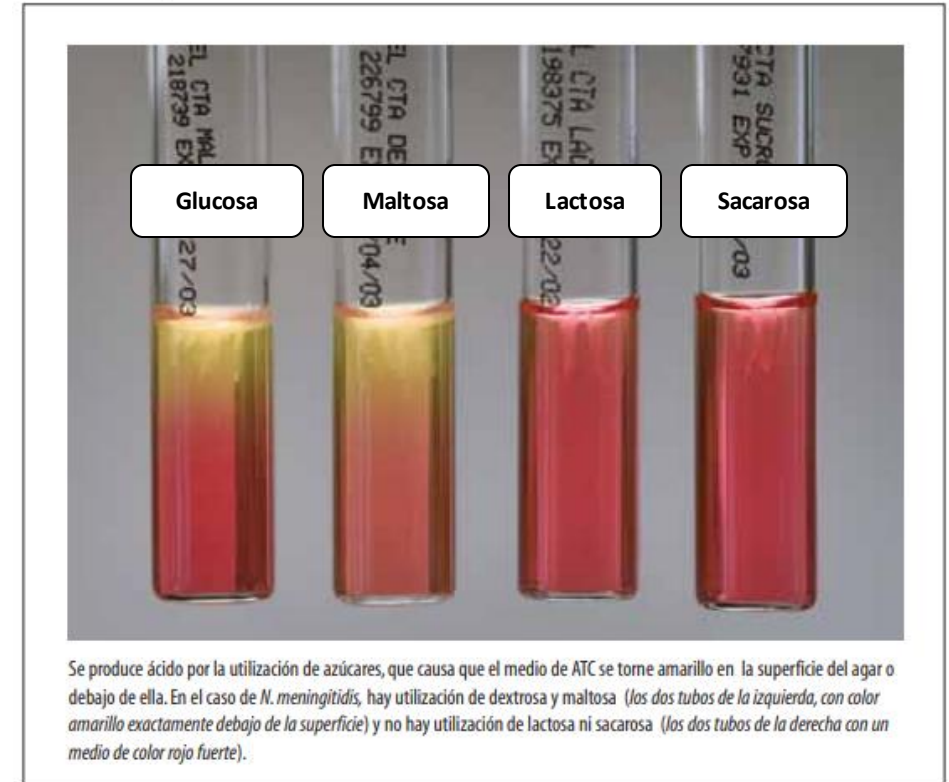 EL CTA MAL
218739 EX
27/03
EL CTA DE
226799 E
04/03
L CTA LAC
198375 EX
22/02
CTA SUCR
7931 EXP
/03
Glucosa
Maltosa
Lactosa
Sacarosa
Se produce ácido por la utilización de azúcares, que causa que el medio de ATC se torne amarillo en la superficie del agar o
debajo de ella. En el caso de N. meningitidis, hay utilización de dextrosa y maltosa (los dos tubos de la izquierda, con color
amarillo exactamente debajo de la superficie) y no hay utilización de lactosa ni sacarosa (los dos tubos de la derecha con un
medio de color rojo fuerte).